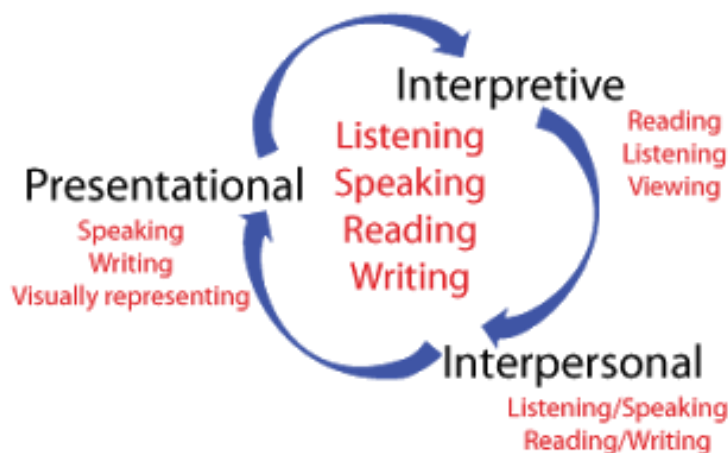 Interpretive
Reading
Listening
Viewing
Listening
Speaking
Reading
Writing
Presentational
Speaking
Writing
Visually representing
Interpersonal
Listening/Speaking
Reading/Writing